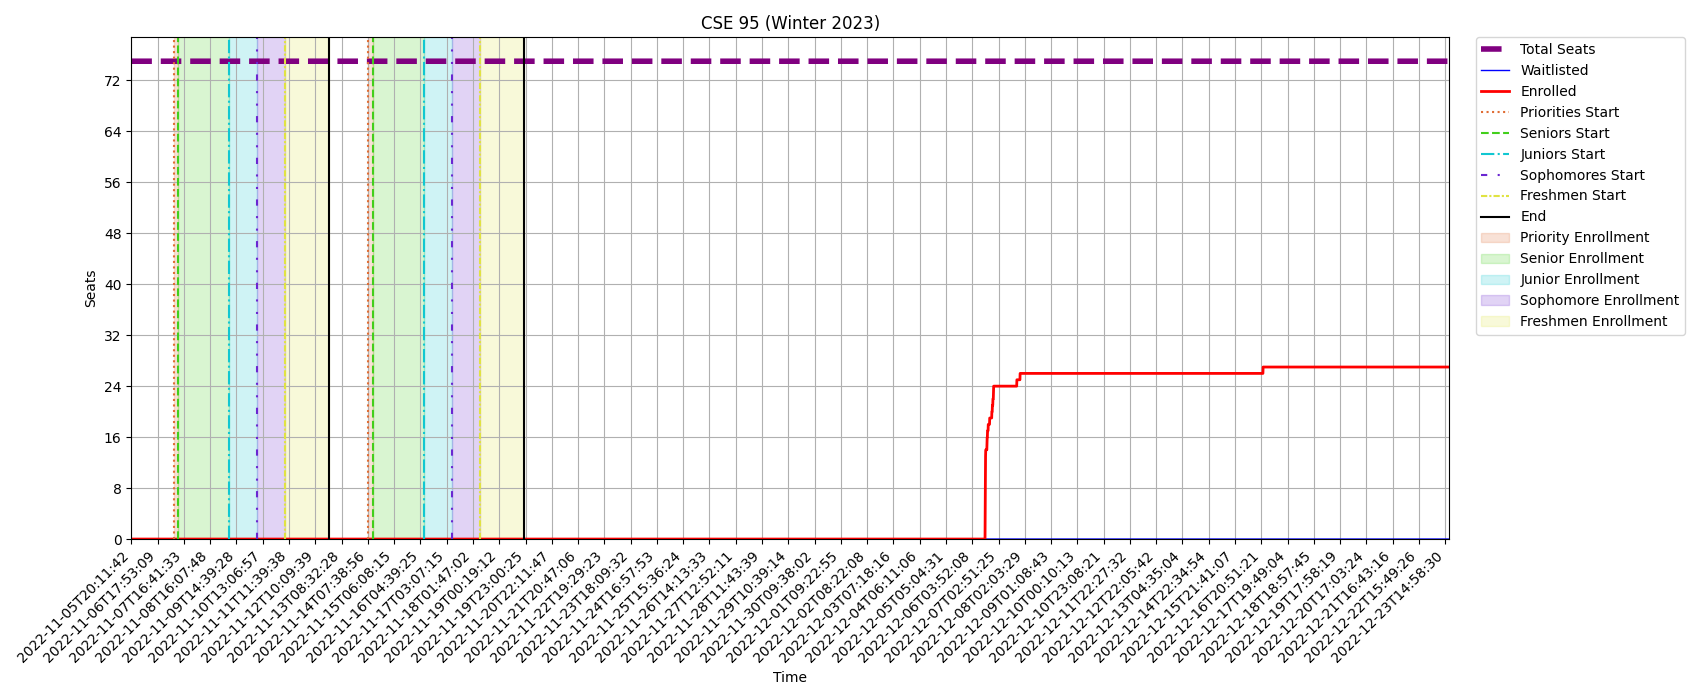 CSE 95 (Winter 2023)
Seats
72
64
56
48
40
32
24
16
8
0
2022-11-05T20:11:42
2022-11-06T17:53:09
2022-11-07T16:41:33
2022-11-08T16:07:48
2022-11-09T14:39:28
2022-11-10T13:06:57
2022-11-11T11:39:38
2022-11-12T10:09:39
2022-11-13T08:32:28
2022-11-14T07:38:56
2022-11-15T06:08:15
2022-11-16T04:39:25
2022-11-17T03:07:15
2022-11-18T01:47:02
2022-11-19T00:19:12
2022-11-19T23:00:25
2022-11-20T22:11:47
2022-11-21T20:47:06
2022-11-22T19:29:23
2022-11-23T18:09:32
2022-11-24T16:57:53
2022-11-25T15:36:24
2022-11-26T14:13:33
2022-11-27T12:52:11
2022-11-28T11:43:39
2022-11-29T10:39:14
2022-11-30T09:38:02
2022-12-01T09:22:55
2022-12-02T08:22:08
2022-12-03T07:18:16
2022-12-04T06:11:06
2022-12-05T05:04:31
2022-12-06T03:52:08
2022-12-07T02:51:25
2022-12-08T02:03:29
2022-12-09T01:08:43
2022-12-10T00:10:13
2022-12-10T23:08:21
2022-12-11T22:27:32
2022-12-12T22:05:42
2022-12-13T04:35:04
2022-12-14T22:34:54
2022-12-15T21:41:07
2022-12-16T20:51:21
2022-12-17T19:49:04
2022-12-18T18:57:45
2022-12-19T17:58:19
2022-12-20T17:03:24
2022-12-21T16:43:16
2022-12-22T15:49:26
2022-12-23T14:58:30
Time
Total Seats
Waitlisted
Enrolled
Priorities Start
Seniors Start
Juniors Start
Sophomores Start
Freshmen Start
End
Priority Enrollment
Senior Enrollment
Junior Enrollment
Sophomore Enrollment
Freshmen Enrollment